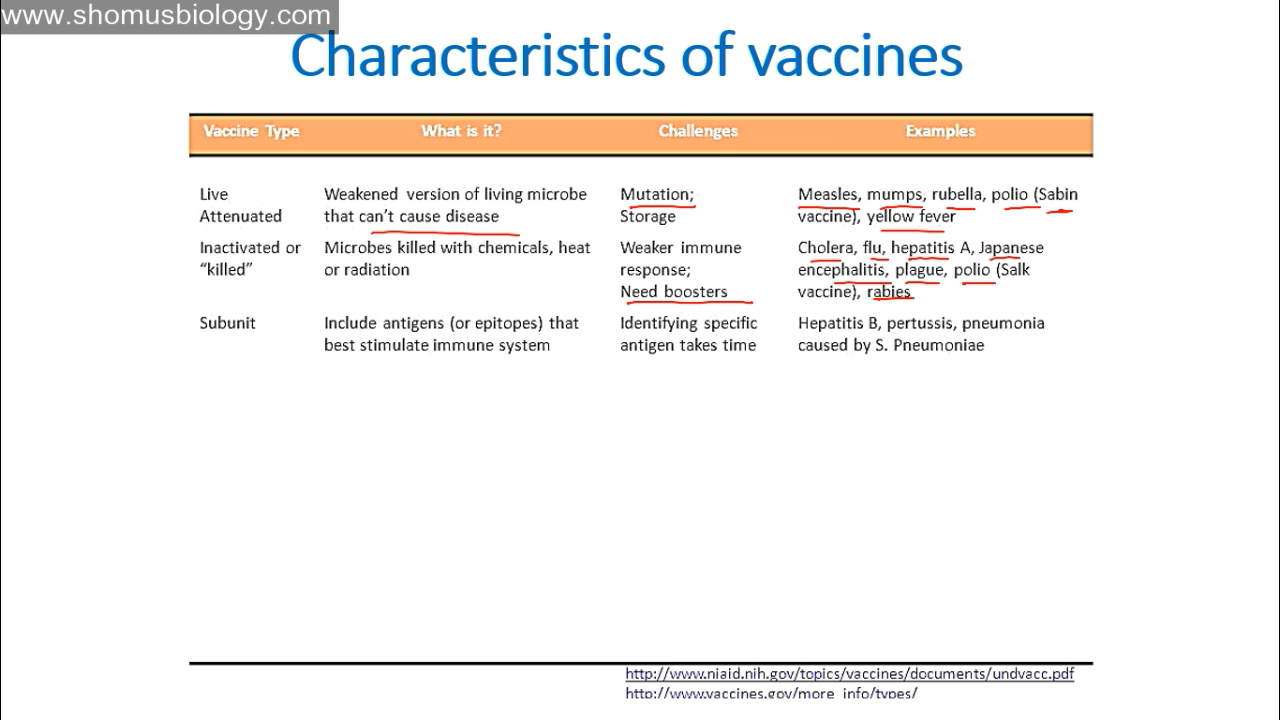 www.shomusbiology.com
Characteristics of vaccines
Vaccine Type What is it? Challenges Examples
Live Weakened version of living microbe Mutation; Measles, mumps, rubella, polio (Sabin
Attenuated that can't cause disease Storage vaccine), yellow fever
Inactivated or Microbes killed with chemicals, heat Weaker immune Cholera, flu, hepatitis A, Japanese
“killed” or radiation response; encephalitis, plague, polio (Salk
Need boosters vaccine), rabies
Subunit Include antigens (or epitopes) that Identifying specific Hepatitis B, pertussis, pneumonia
best stimulate immune system antigen takes time caused by S. Pneumoniae
http://www.niaid.nih.gov/topics/vaccines/documents/undvacc.pdf
http://www.vaccines.gov/more_info/types/